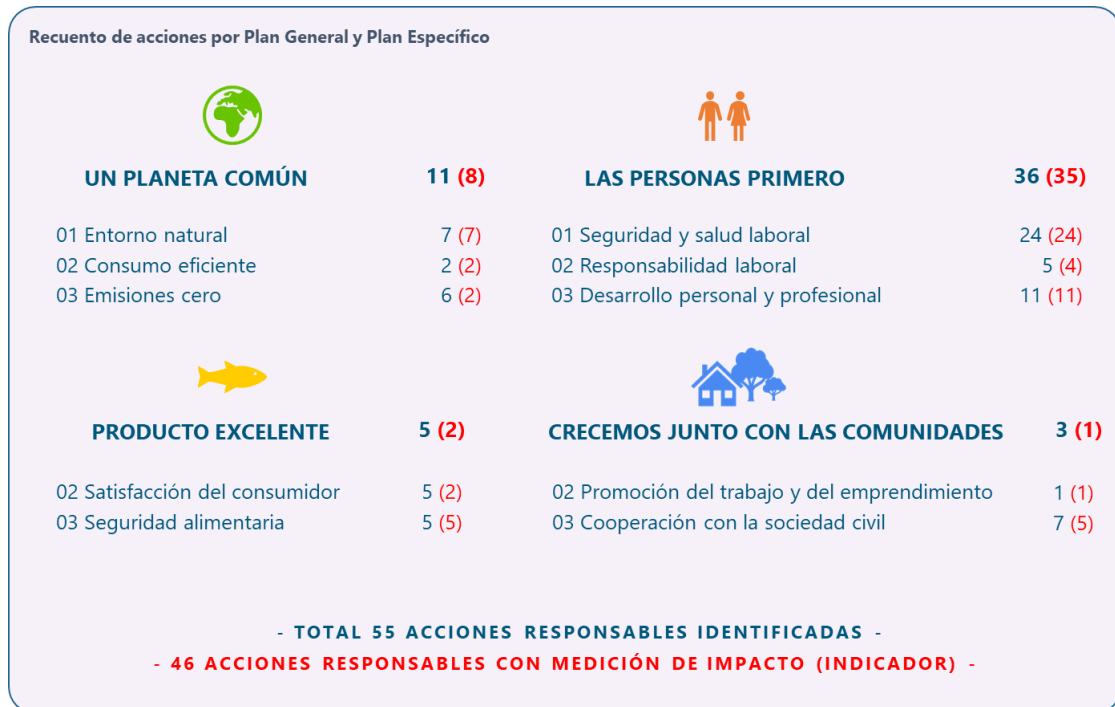 Recuento de acciones por Plan General y Plan Específico
UN PLANETA COMÚN 11 (8)
01 Entorno natural 7 (7)
02 Consumo eficiente 2 (2)
03 Emisiones cero 6 (2)
LAS PERSONAS PRIMERO 36 (35)
01 Seguridad y salud laboral 24 (24)
02 Responsabilidad laboral 5 (4)
03 Desarrollo personal y profesional 11 (11)
PRODUCTO EXCELENTE 5 (2)
02 Satisfacción del consumidor 5 (2)
03 Seguridad alimentaria 5 (5)
CRECEMOS JUNTO CON LAS COMUNIDADES 3 (1)
02 Promoción del trabajo y del emprendimiento 1 (1)
03 Cooperación con la sociedad civil 7 (5)
- TOTAL 55 ACCIONES RESPONSABLES IDENTIFICADAS -
- 46 ACCIONES RESPONSABLES CON MEDICIÓN DE IMPACTO (INDICADOR) -